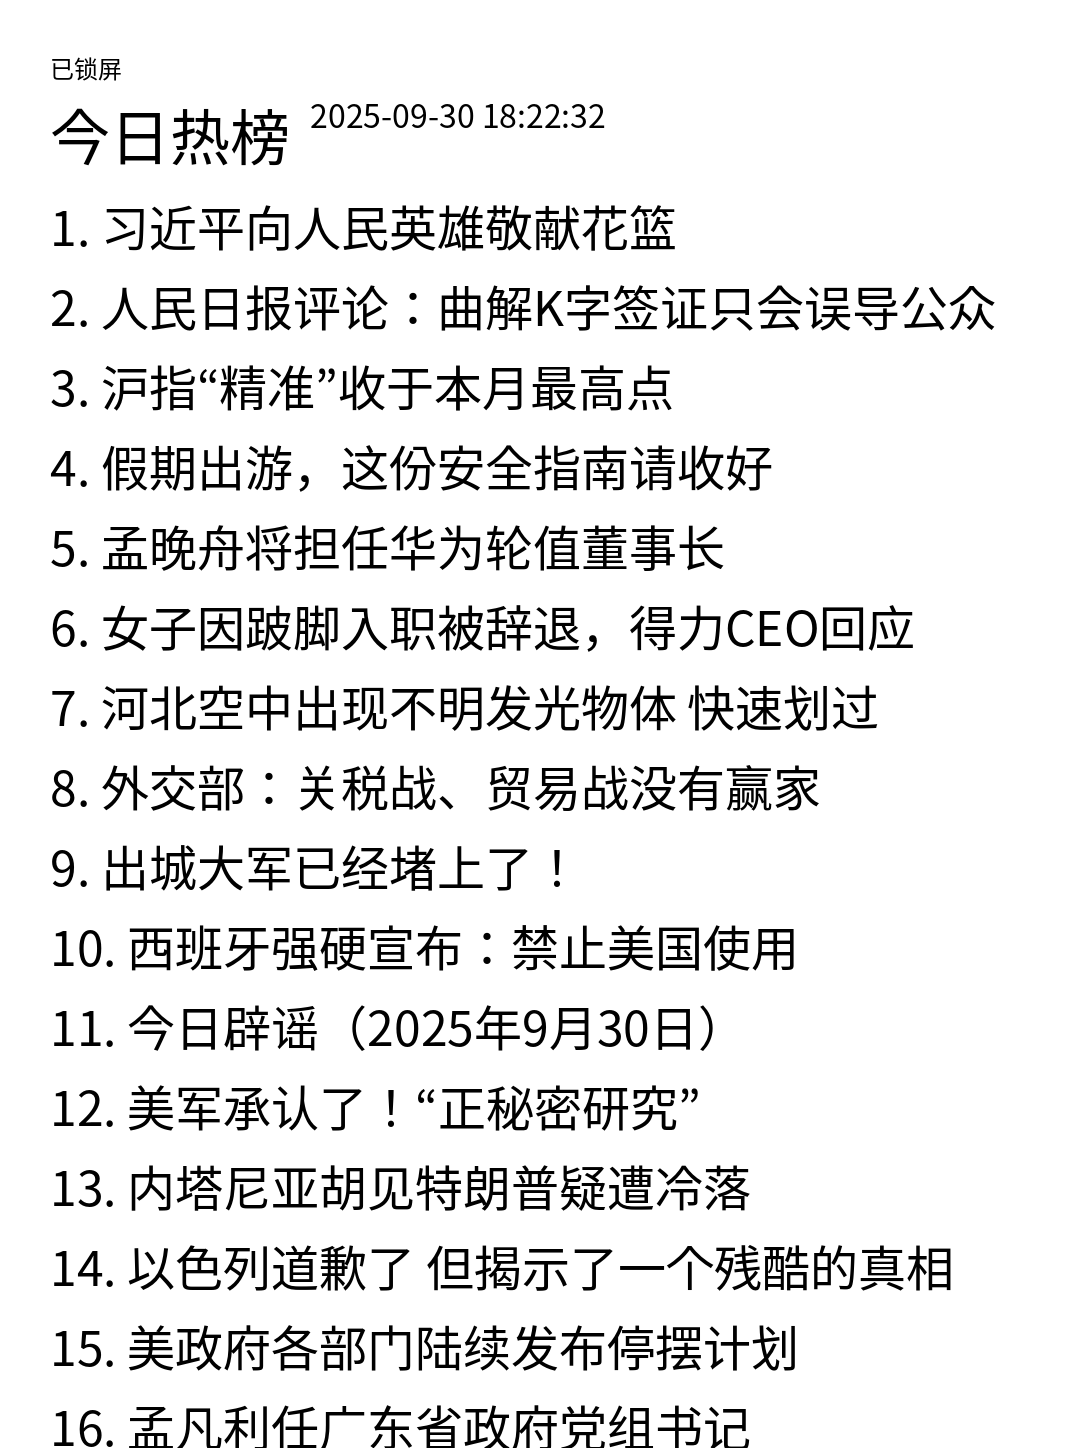 已锁屏
今日热榜 2025-09-30 18:22:32
1. 习近平向人民英雄敬献花篮
2. 人民日报评论：曲解K字签证只会误导公众
3. 沪指“精准”收于本月最高点
4. 假期出游，这份安全指南请收好
5. 孟晚舟将担任华为轮值董事长
6. 女子因跛脚入职被辞退，得力CEO回应
7. 河北空中出现不明发光物体 快速划过
8. 外交部：关税战、贸易战没有赢家
9. 出城大军已经堵上了！
10. 西班牙强硬宣布：禁止美国使用
11. 今日辟谣（2025年9月30日）
12. 美军承认了！“正秘密研究”
13. 内塔尼亚胡见特朗普疑遭冷落
14. 以色列道歉了 但揭示了一个残酷的真相
15. 美政府各部门陆续发布停摆计划
16. 孟凡利任广东省政府党组书记